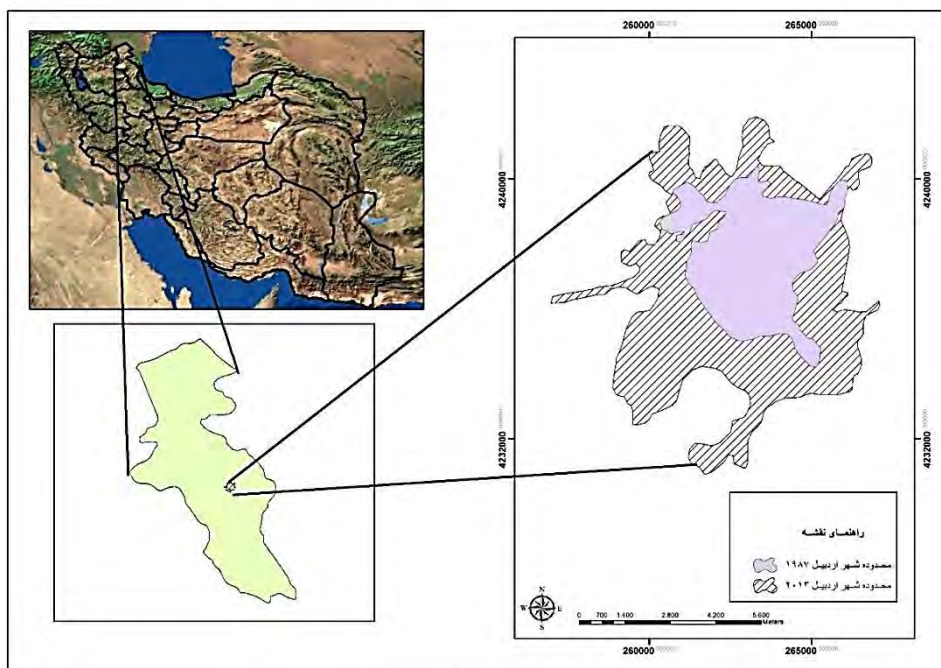 260000 265000
4240000 4240000
4232000 4232000
راهنمای نقشه
محدوده شهر اردبیل ۱۹۸۷
محدوده شهر اردبیل ۲۰۱۳
N
W E
S
0 700 1.400 2.800 4.200 5.600
Meters
260000 265000